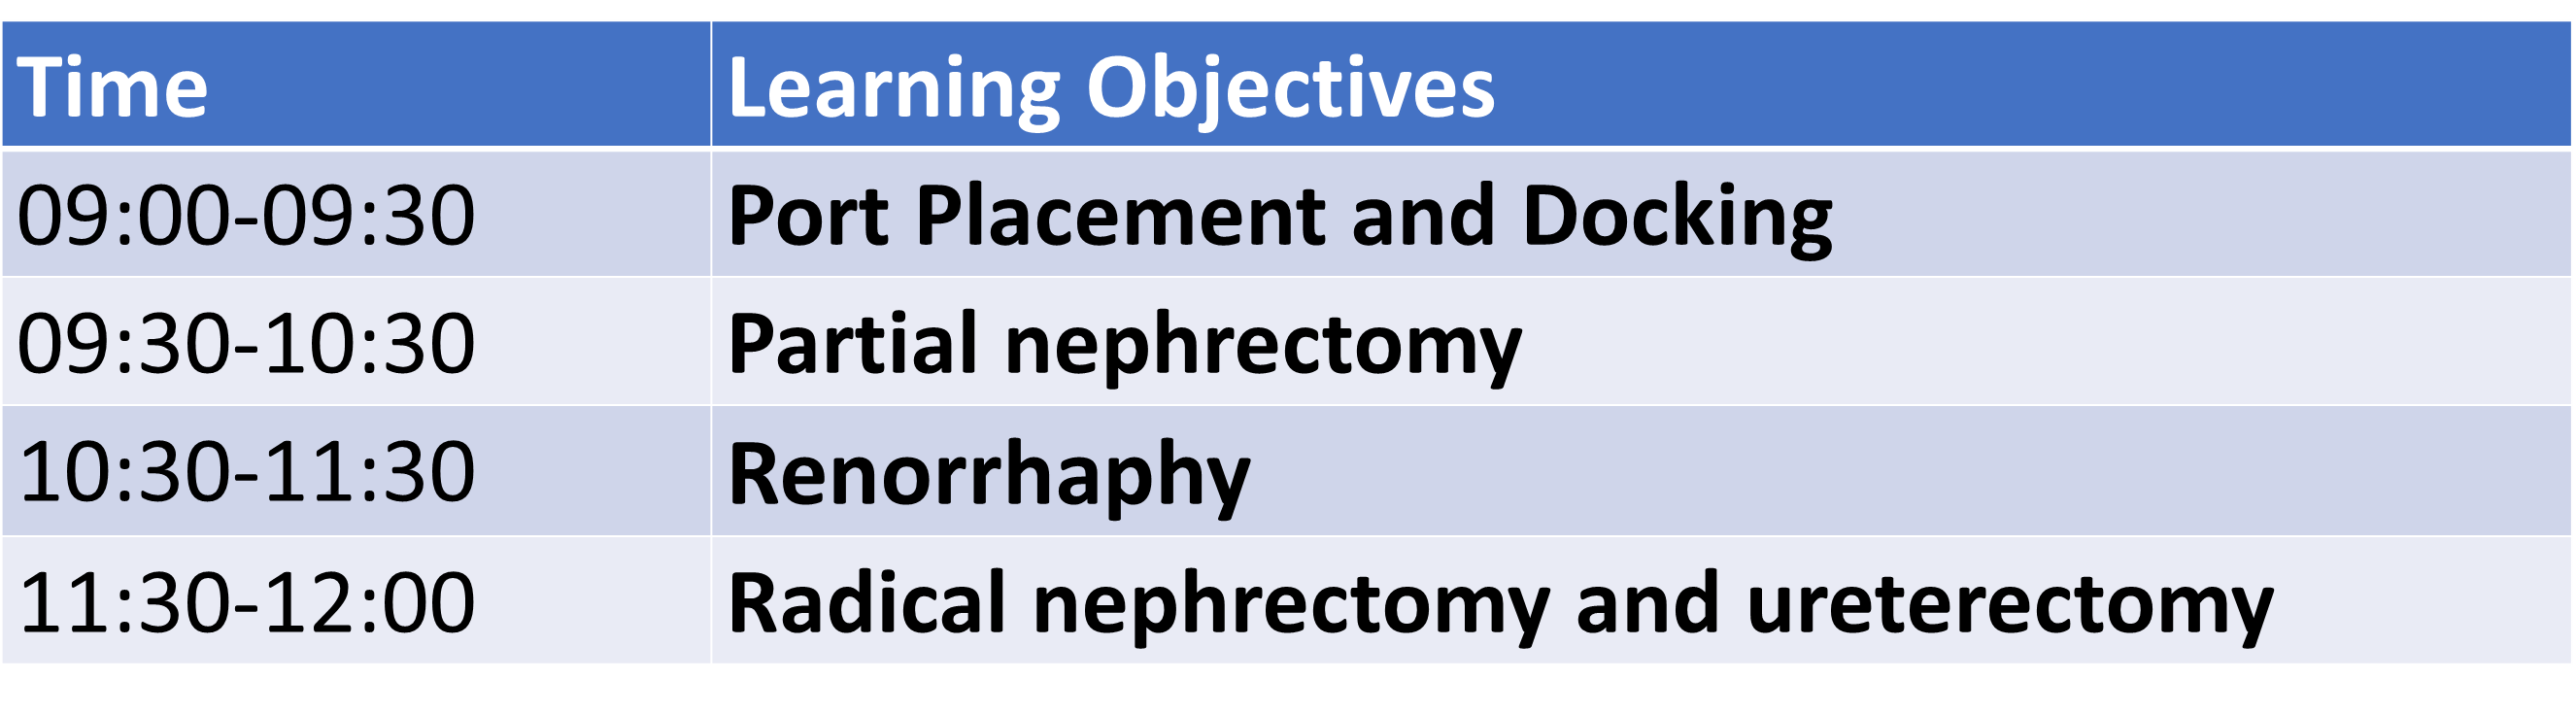 Time Learning Objectives
09:00-09:30 Port Placement and Docking
09:30-10:30 Partial nephrectomy
10:30-11:30 Renorrhaphy
11:30-12:00 Radical nephrectomy and ureterectomy